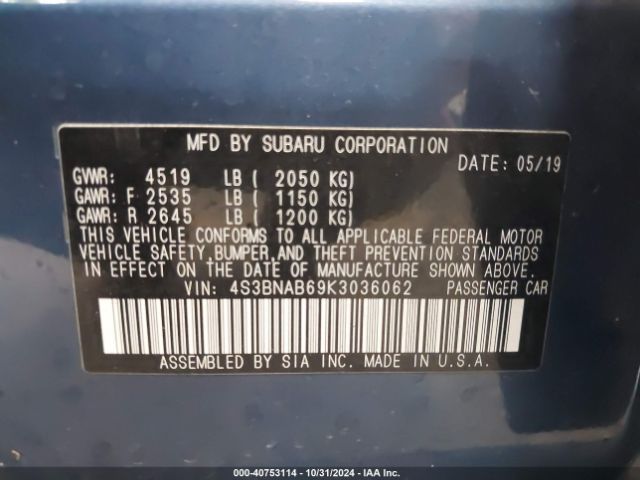 MFD BY SUBARU CORPORATION
DATE: 05/19
GVWR: 4519 LB ( 2050 KG)
GAWR: F 2535 LB ( 1150 KG)
GAWR: R 2645 LB ( 1200 KG)
THIS VEHICLE CONFORMS TO ALL APPLICABLE FEDERAL MOTOR
VEHICLE SAFETY, BUMPER, AND THEFT PREVENTION STANDARDS
IN EFFECT ON THE DATE OF MANUFACTURE SHOWN ABOVE.
VIN: 4S3BNAB69K3036062 PASSENGER CAR
ASSEMBLED BY SIA INC. MADE IN U.S.A.
000-40753114 - 10/31/2024 - IAA Inc.